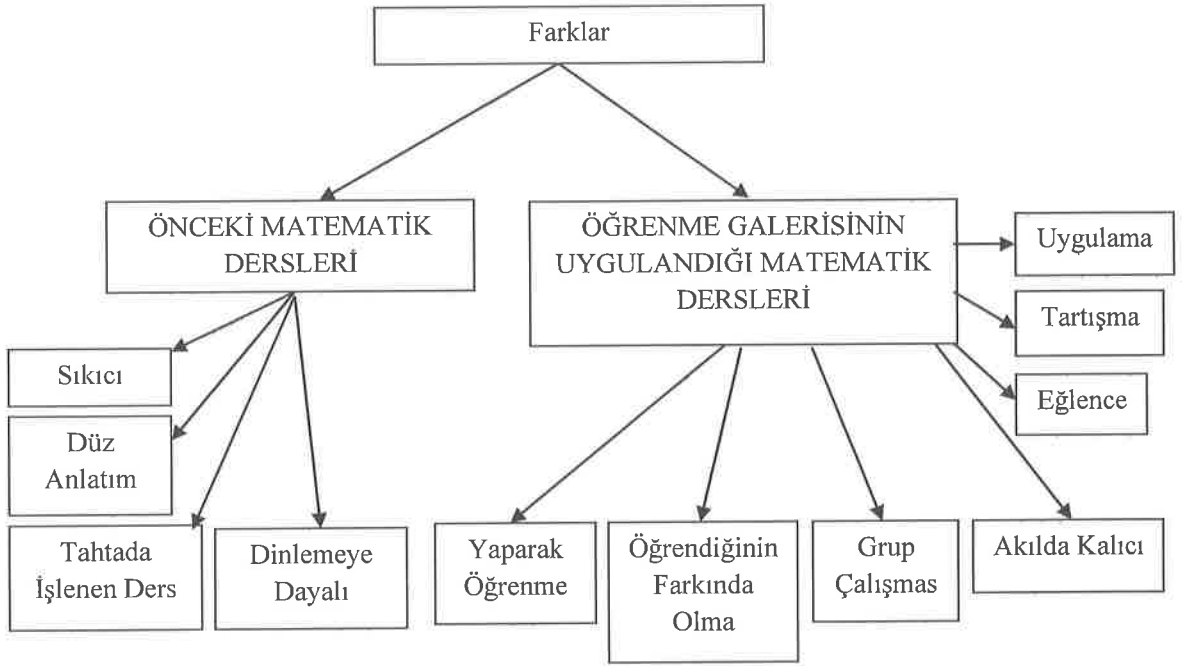 Farklar
ÖNCEKİ MATEMATİK
DERSLERİ
ÖĞRENME GALERİSİNİN
UYGULANDIĞI MATEMATİK
DERSLERİ
Uygulama
Tartışma
Eğlence
Sıkıcı
Düz
Anlatım
Tahtada
İşlenen Ders
Dinlemeye
Dayalı
Yaparak
Öğrenme
Öğrendiğinin
Farkında
Olma
Grup
Çalışmas
Akılda Kalıcı